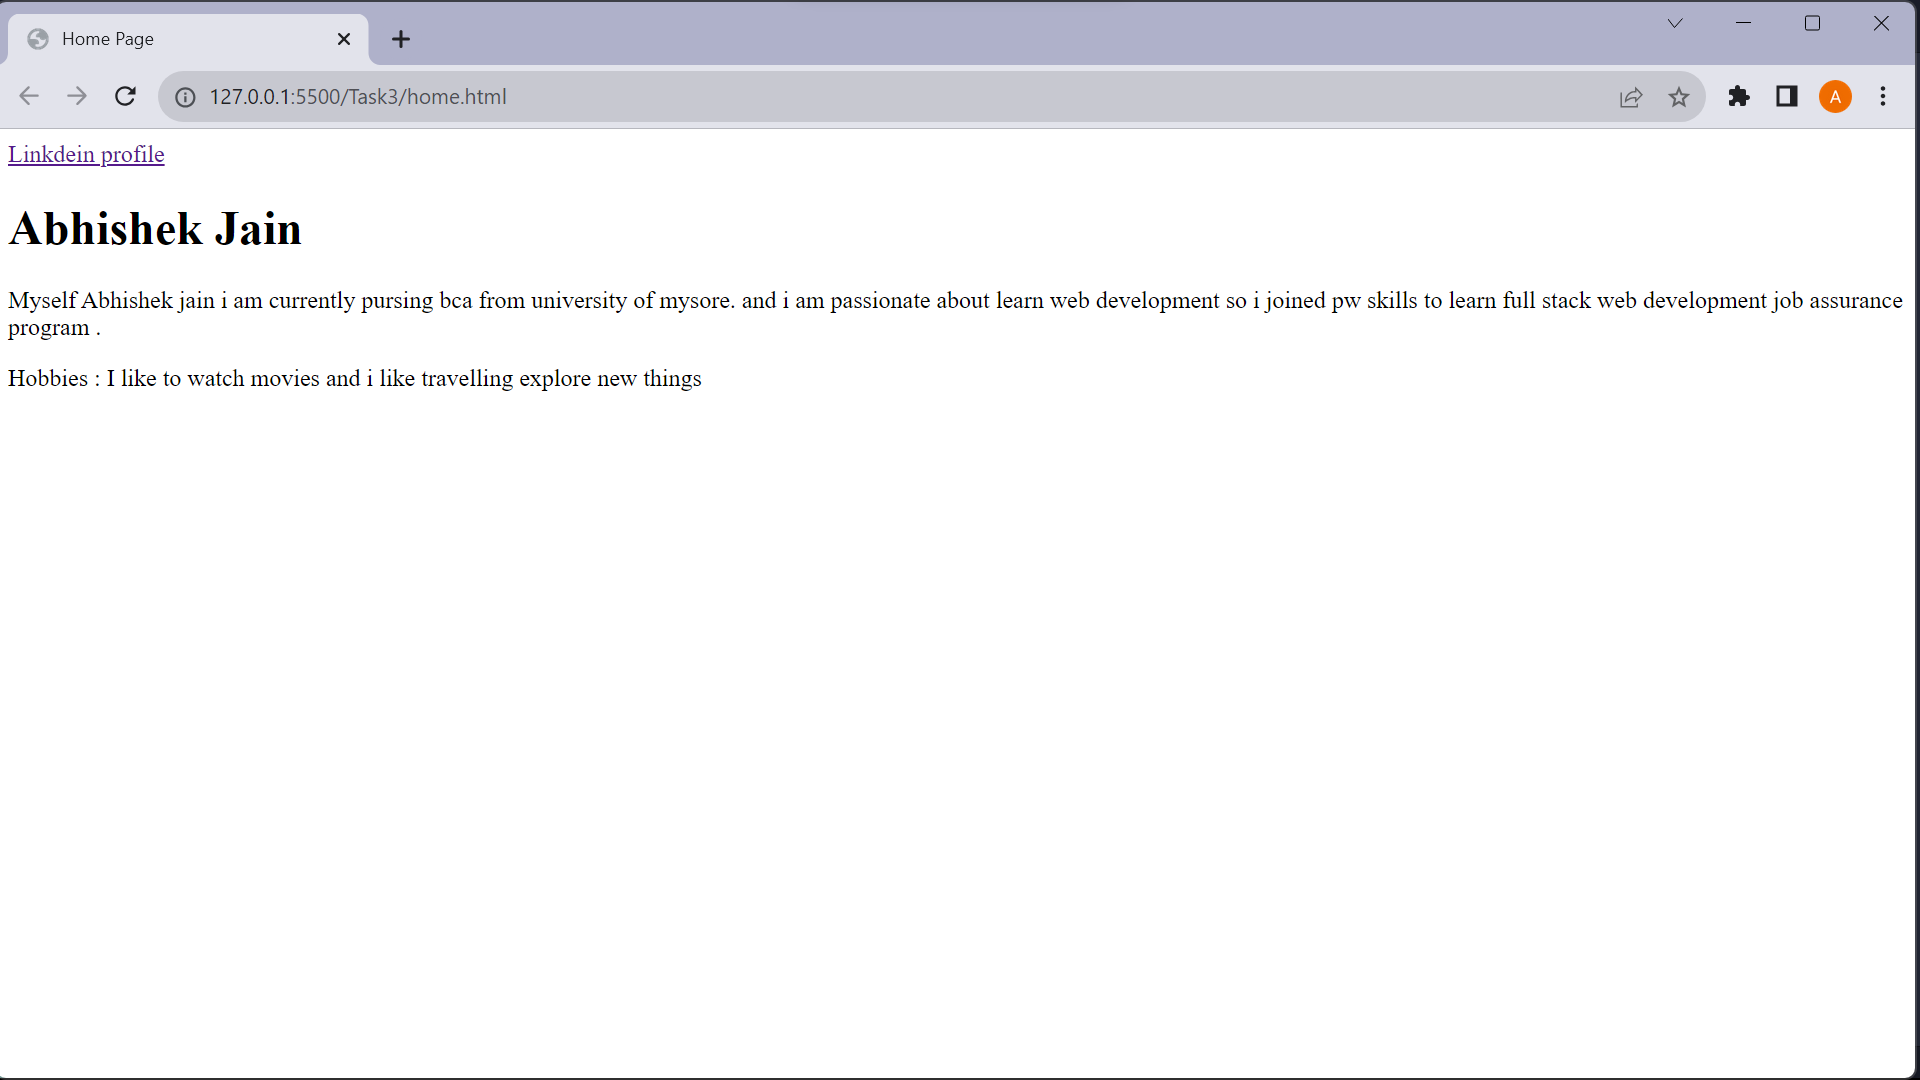 Home Page
127.0.0.1:5500/Task3/home.html
A
Linkdein profile
Abhishek Jain
Myself Abhishek jain i am currently pursing bca from university of mysore. and i am passionate about learn web development so i joined pw skills to learn full stack web development job assurance
program .
Hobbies : I like to watch movies and i like travelling explore new things